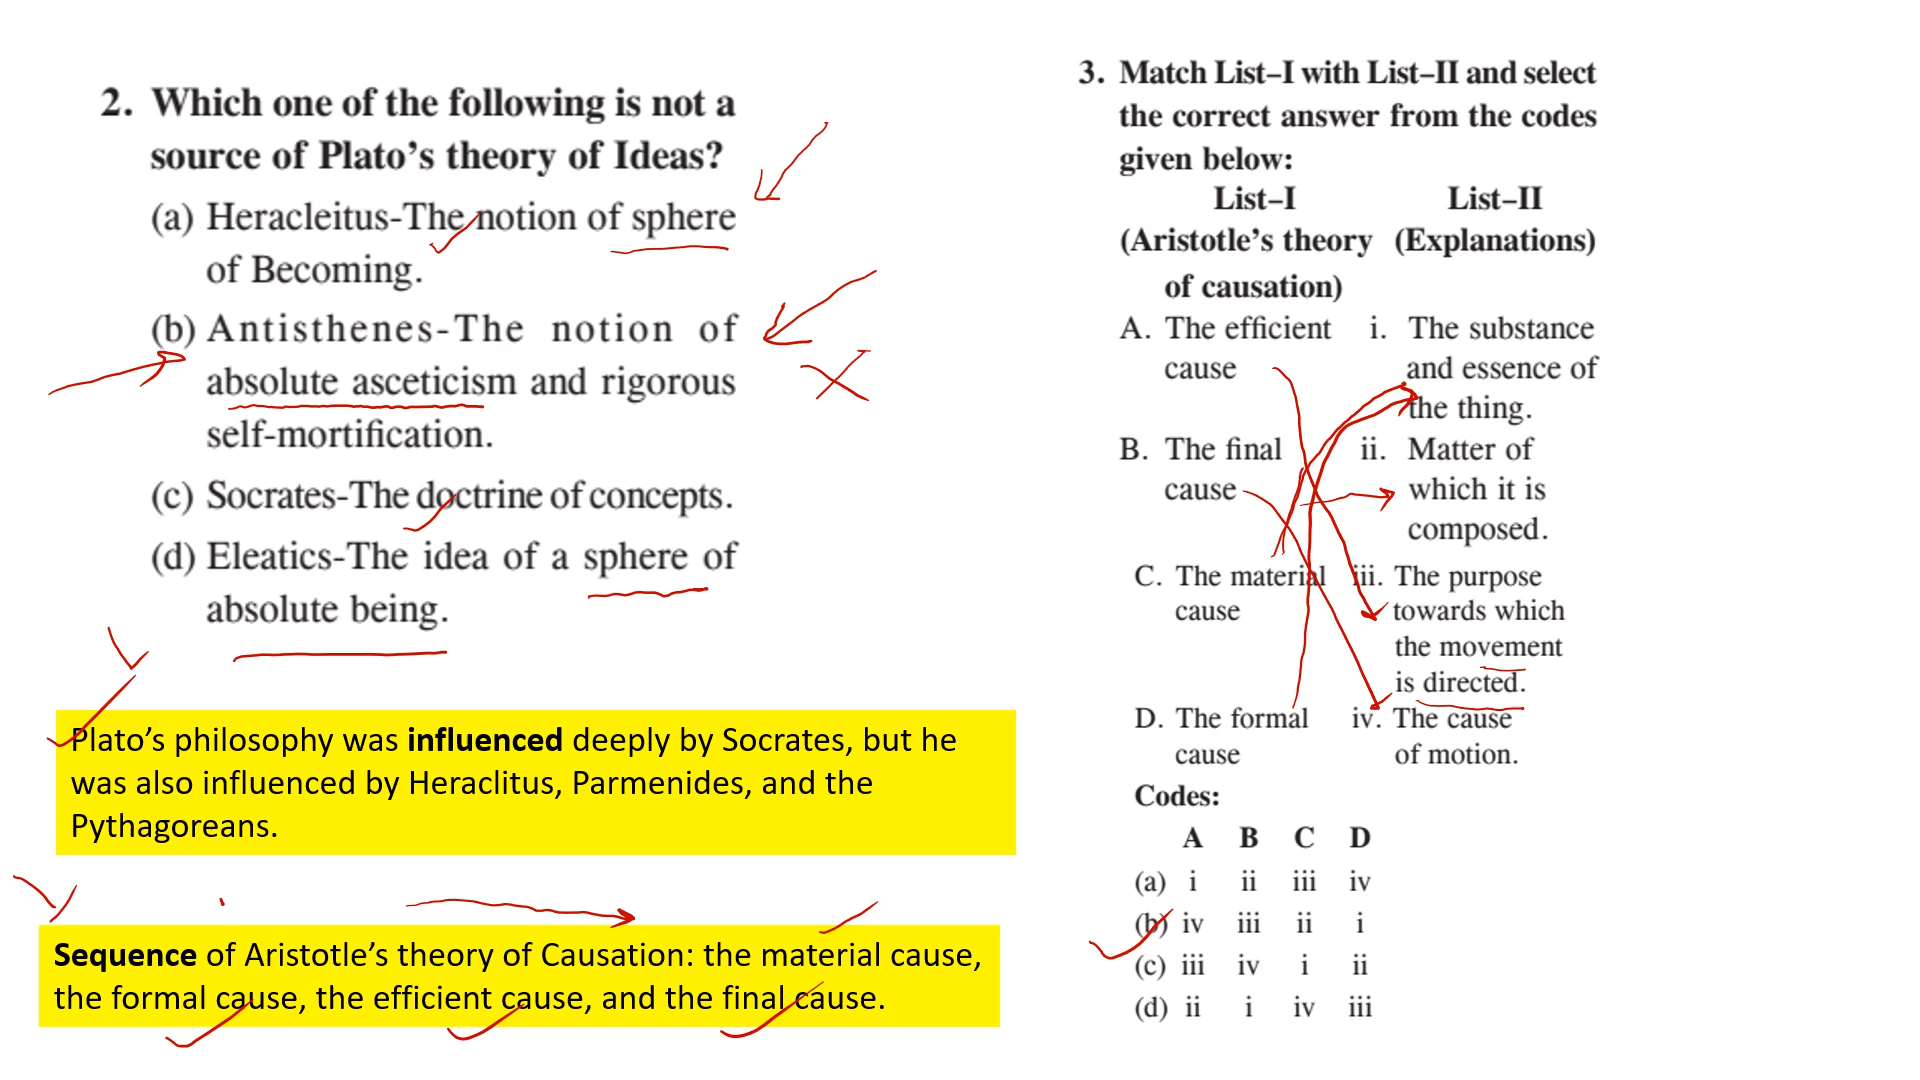 2. Which one of the following is not a
source of Plato's theory of Ideas?
(a) Heracleitus-The notion of sphere
of Becoming.
(b) Antisthenes-The notion of
absolute asceticism and rigorous
self-mortification.
(c) Socrates-The doctrine of concepts.
(d) Eleatics-The idea of a sphere of
absolute being.
Plato's philosophy was influenced deeply by Socrates, but he
was also influenced by Heraclitus, Parmenides, and the
Pythagoreans.
Sequence of Aristotle's theory of Causation: the material cause,
the formal cause, the efficient cause, and the final cause.
3. Match List–I with List–II and select
the correct answer from the codes
given below:
List–I List–II
(Aristotle's theory (Explanations)
of causation)
A. The efficient i. The substance
cause and essence of
the thing.
B. The final ii. Matter of
cause which it is
composed.
C. The material iii. The purpose
cause towards which
the movement
is directed.
D. The formal iv. The cause
cause of motion.
Codes:
A B C D
(a) i ii iii iv
(b) iv iii ii i
(c) iii iv i ii
(d) ii i iv iii